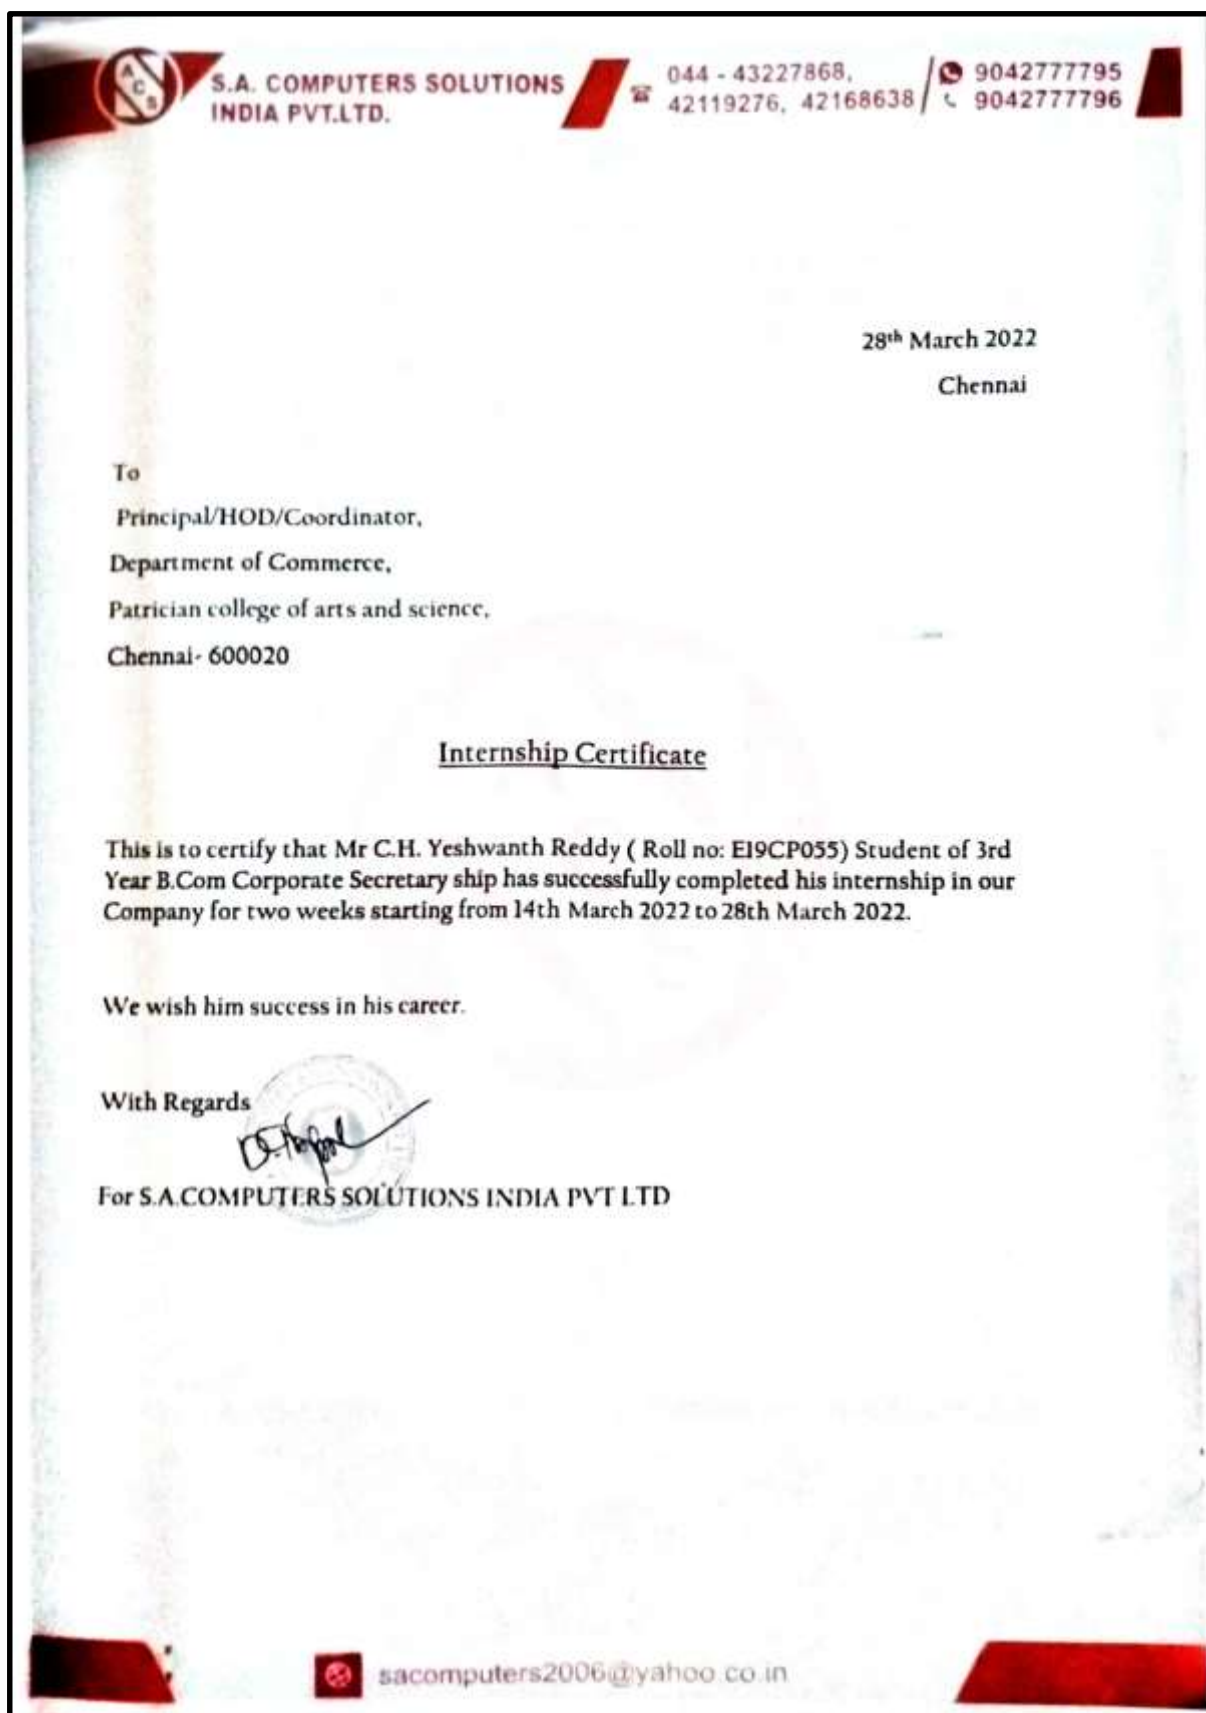 A
C
S
S.A. COMPUTERS SOLUTIONS
INDIA PVT.LTD.
044 - 43227868,
42119276, 42168638
9042777795
9042777796
28th March 2022
Chennai
To
Principal/HOD/Coordinator,
Department of Commerce,
Patrician college of arts and science,
Chennai- 600020
Internship Certificate
This is to certify that Mr C.H. Yeshwanth Reddy ( Roll no: E19CP055) Student of 3rd
Year B.Com Corporate Secretary ship has successfully completed his internship in our
Company for two weeks starting from 14th March 2022 to 28th March 2022.
We wish him success in his career.
With Regards
For S.A.COMPUTERS SOLUTIONS INDIA PVT LTD
sacomputers2006@yahoo.co.in